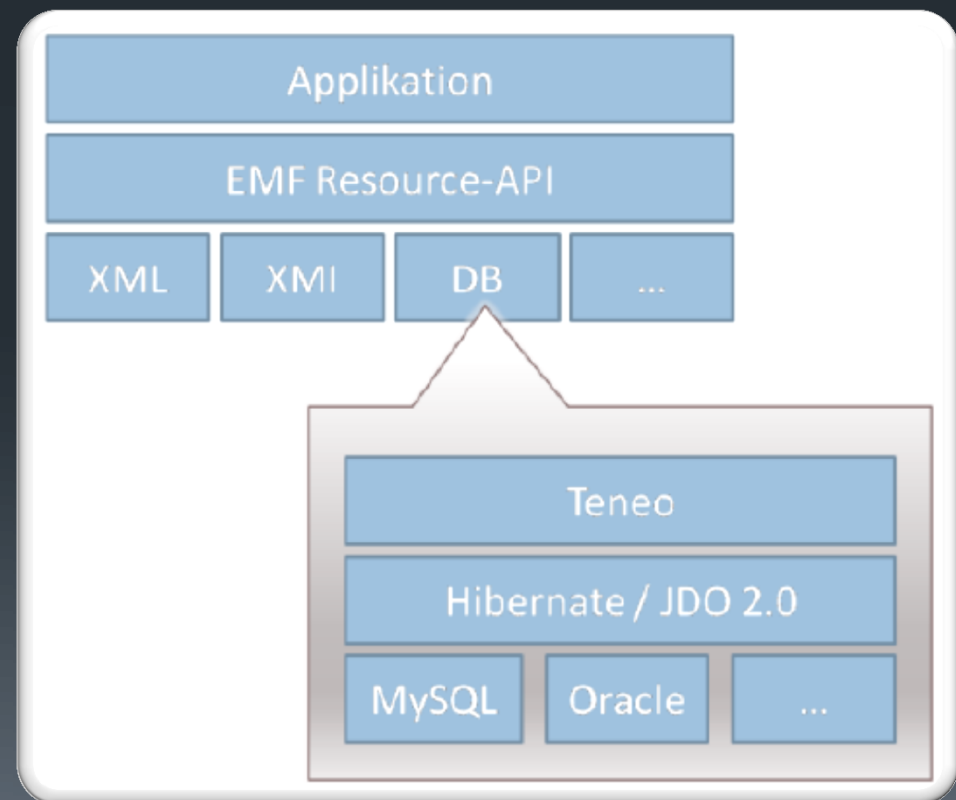 Applikation
EMF Resource-API
XML XMI DB ...
Teneo
Hibernate / JDO 2.0
MySQL Oracle ...